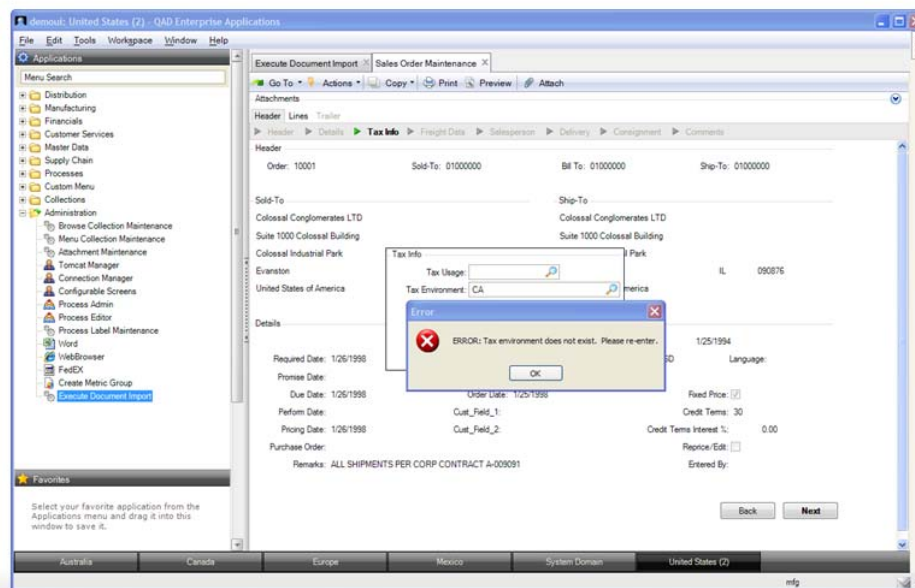 demoui: United States (2) - QAD Enterprise Applications
File Edit Tools Workspace Window Help
Applications
Menu Search
Distribution
Manufacturing
Financials
Customer Services
Master Data
Supply Chain
Processes
Custom Menu
Collections
Administration
Browse Collection Maintenance
Menu Collection Maintenance
Attachment Maintenance
Tomcat Manager
Connection Manager
Configurable Screens
Process Admin
Process Editor
Process Label Maintenance
Word
WebBrowser
FedEX
Create Metric Group
Execute Document Import
Favorites
Select your favorite application from the
Applications menu and drag it into this
window to save it.
Execute Document Import Sales Order Maintenance
Go To Actions Copy Print Preview Attach
Attachments
Header Lines Trailer
Header Details Tax Info Freight Data Salesperson Delivery Consignment Comments
Header
Order: 10001 Sold-To: 01000000 Bill To: 01000000 Ship-To: 01000000
Sold-To Ship-To
Colossal Conglomerates LTD Colossal Conglomerates LTD
Suite 1000 Colossal Building Suite 1000 Colossal Building
Colossal Industrial Park Tax Info l Park
Evanston Tax Usage: IL 090876
United States of America Tax Environment: CA merica
Error
ERROR: Tax environment does not exist. Please re-enter.
OK
Details
1/25/1994
Required Date: 1/26/1998 SD Language:
Promise Date:
Due Date: 1/26/1998 Order Date: 1/25/1998 Fixed Price:
Perform Date: Cust_Field_1: Credit Terms: 30
Pricing Date: 1/26/1998 Cust_Field_2: Credit Terms Interest %: 0.00
Purchase Order: Reprice/Edit:
Remarks: ALL SHIPMENTS PER CORP CONTRACT A-009091 Entered By:
Back Next
Australia Canada Europe Mexico System Domain United States (2)
mfg